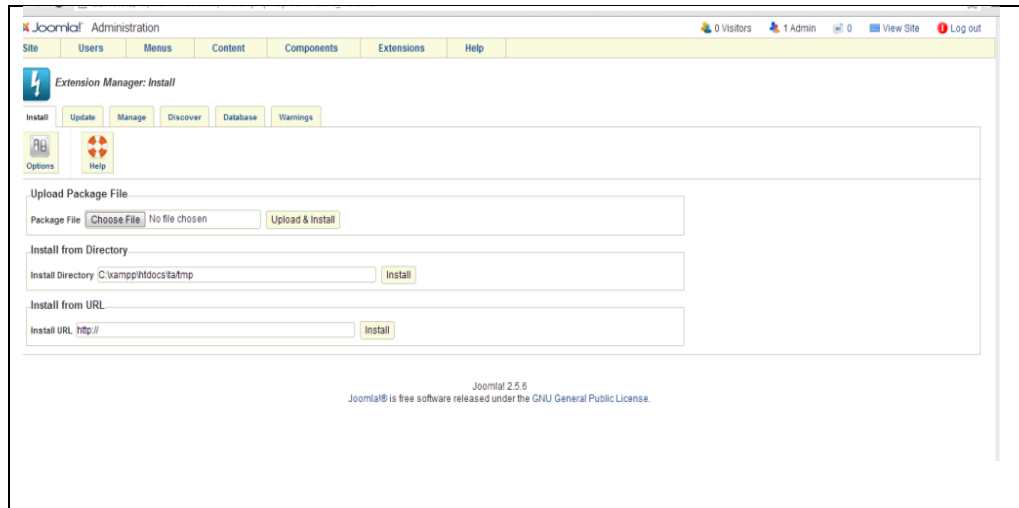 Joomla! Administration 0 Visitors 1 Admin 0 View Site Log out
Site Users Menus Content Components Extensions Help
Extension Manager: Install
Install Update Manage Discover Database Warnings
Options Help
Upload Package File
Package File Choose File No file chosen Upload & Install
Install from Directory
Install Directory C:\xampp\htdocs\ta/tmp Install
Install from URL
Install URL http:// Install
Joomla! 2.5.6
Joomla!® is free software released under the GNU General Public License.